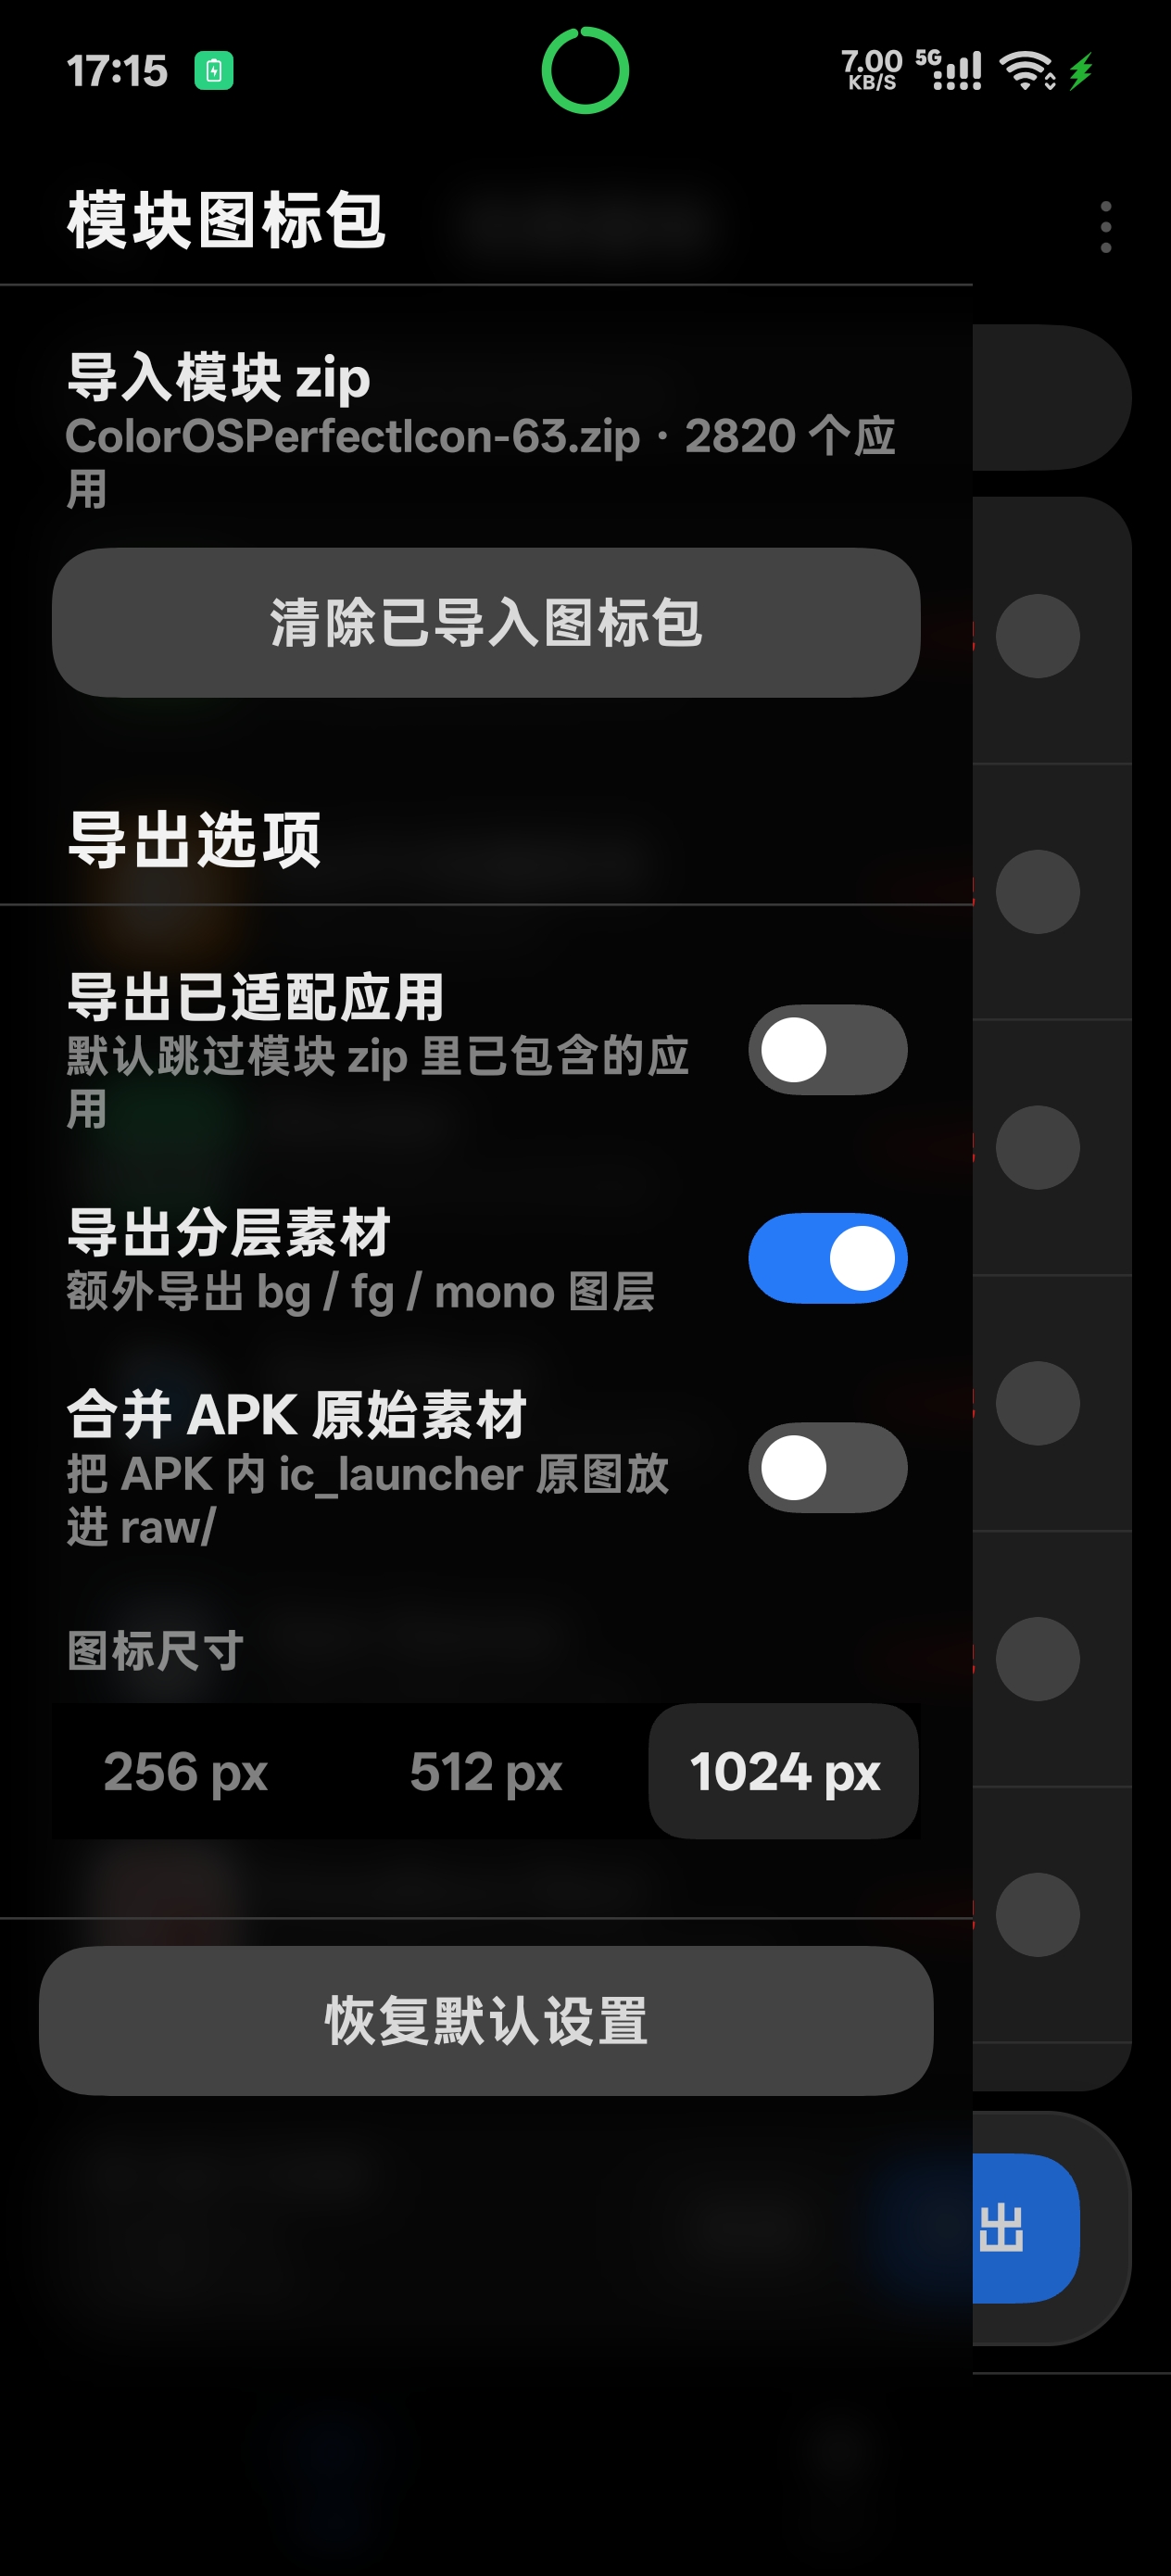 17:15
7.00 KB/S 5G
模块图标包
导入模块 zip
ColorOSPerfectIcon-63.zip · 2820 个应
用
清除已导入图标包
导出选项
导出已适配应用
默认跳过模块 zip 里已包含的应
用
导出分层素材
额外导出 bg / fg / mono 图层
合并 APK 原始素材
把 APK 内 ic_launcher 原图放
进 raw/
图标尺寸
256 px 512 px 1024 px
恢复默认设置
出